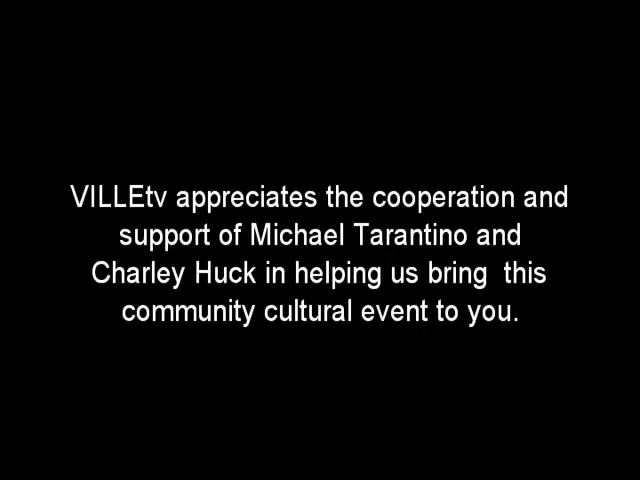 VILLEtv appreciates the cooperation and
support of Michael Tarantino and
Charley Huck in helping us bring  this
community cultural event to you.